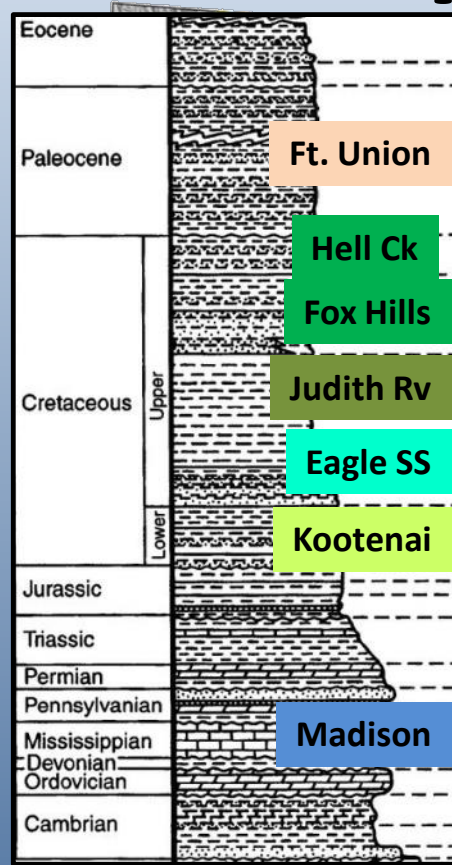 Eocene
Paleocene
Ft. Union
Hell Ck
Fox Hills
Cretaceous
Upper
Judith Rv
Eagle SS
Lower
Kootenai
Jurassic
Triassic
Permian
Pennsylvanian
Mississippian
Madison
Devonian
Ordovician
Cambrian